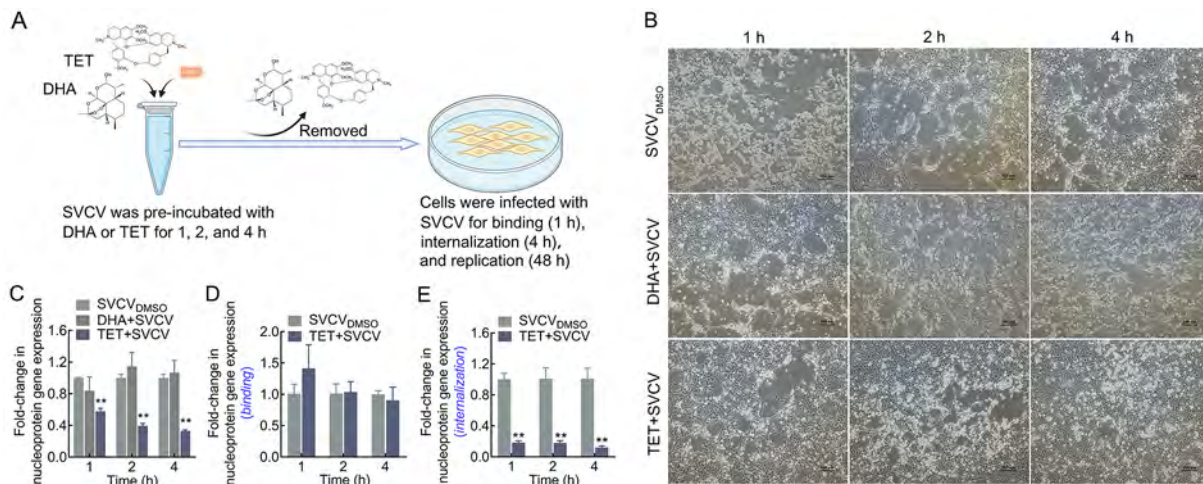 A
TET
DHA
Removed
SVCV was pre-incubated with
DHA or TET for 1, 2, and 4 h
Cells were infected with
SVCV for binding (1 h),
internalization (4 h),
and replication (48 h)
B
1 h
2 h
4 h
SVCV_DMSO
DHA+SVCV
TET+SVCV
C
SVCV_DMSO
DHA+SVCV
TET+SVCV
Fold-change in
nucleoprotein gene expression
1.6
1.2
0.8
0.4
0.0
**
**
**
1
2
4
Time (h)
D
SVCV_DMSO
TET+SVCV
Fold-change in
nucleoprotein gene expression
(binding)
2.0
1.5
1.0
0.5
0.0
1
2
4
Time (h)
E
SVCV_DMSO
TET+SVCV
Fold-change in
nucleoprotein gene expression
(internalization)
1.6
1.2
0.8
0.4
0.0
**
**
**
1
2
4
Time (h)